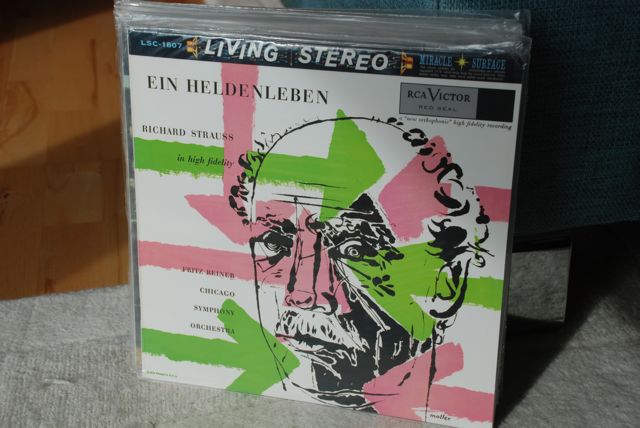 LSC-1807
LIVING STEREO
MIRACLE SURFACE
EIN HELDENLEBEN
RCA VICTOR
RED SEAL
a "new orthophonic" high fidelity recording
RICHARD STRAUSS
in high fidelity
FRITZ REINER
CHICAGO
SYMPHONY
ORCHESTRA